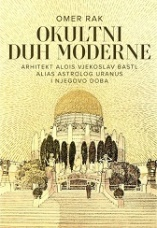 OMER RAK
OKULTNI
DUH MODERNE
ARHITEKT ALOIS VJEKOSLAV BASTL
ALIAS ASTROLOG URANUS
I NJEGOVO DOBA